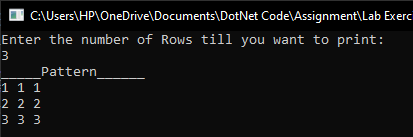 C:\Users\HP\OneDrive\Documents\DotNet Code\Assignment\Lab Exerc
Enter the number of Rows till you want to print:
3
_____Pattern______
1 1 1
2 2 2
3 3 3